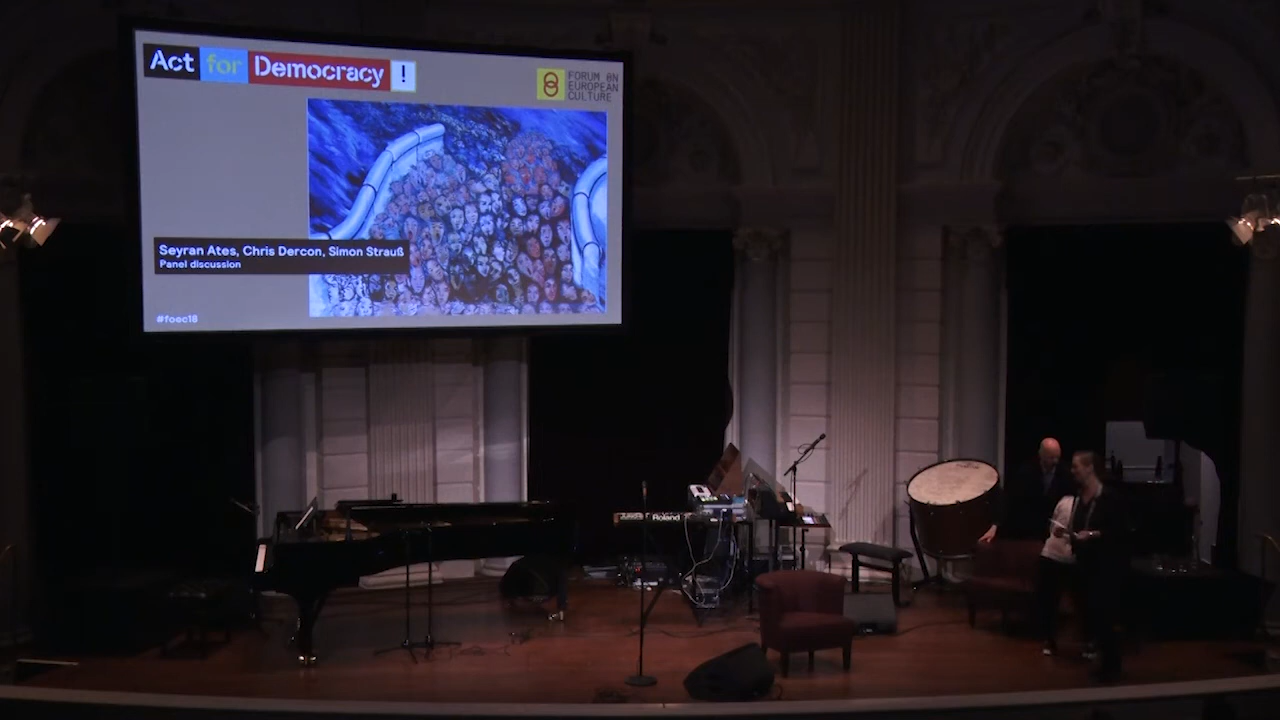 Act for Democracy !
FORUM ON
EUROPEAN
CULTURE
Seyran Ates, Chris Dercon, Simon Strauß
Panel discussion
#foec18
Roland